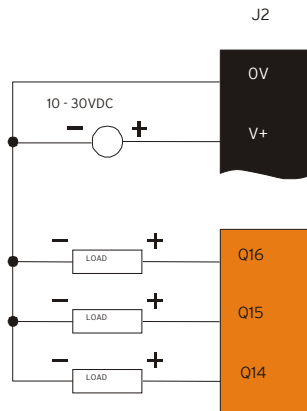 J2
0V
10 - 30VDC
− +
V+
− +
LOAD
Q16
− +
LOAD
Q15
− +
LOAD
Q14